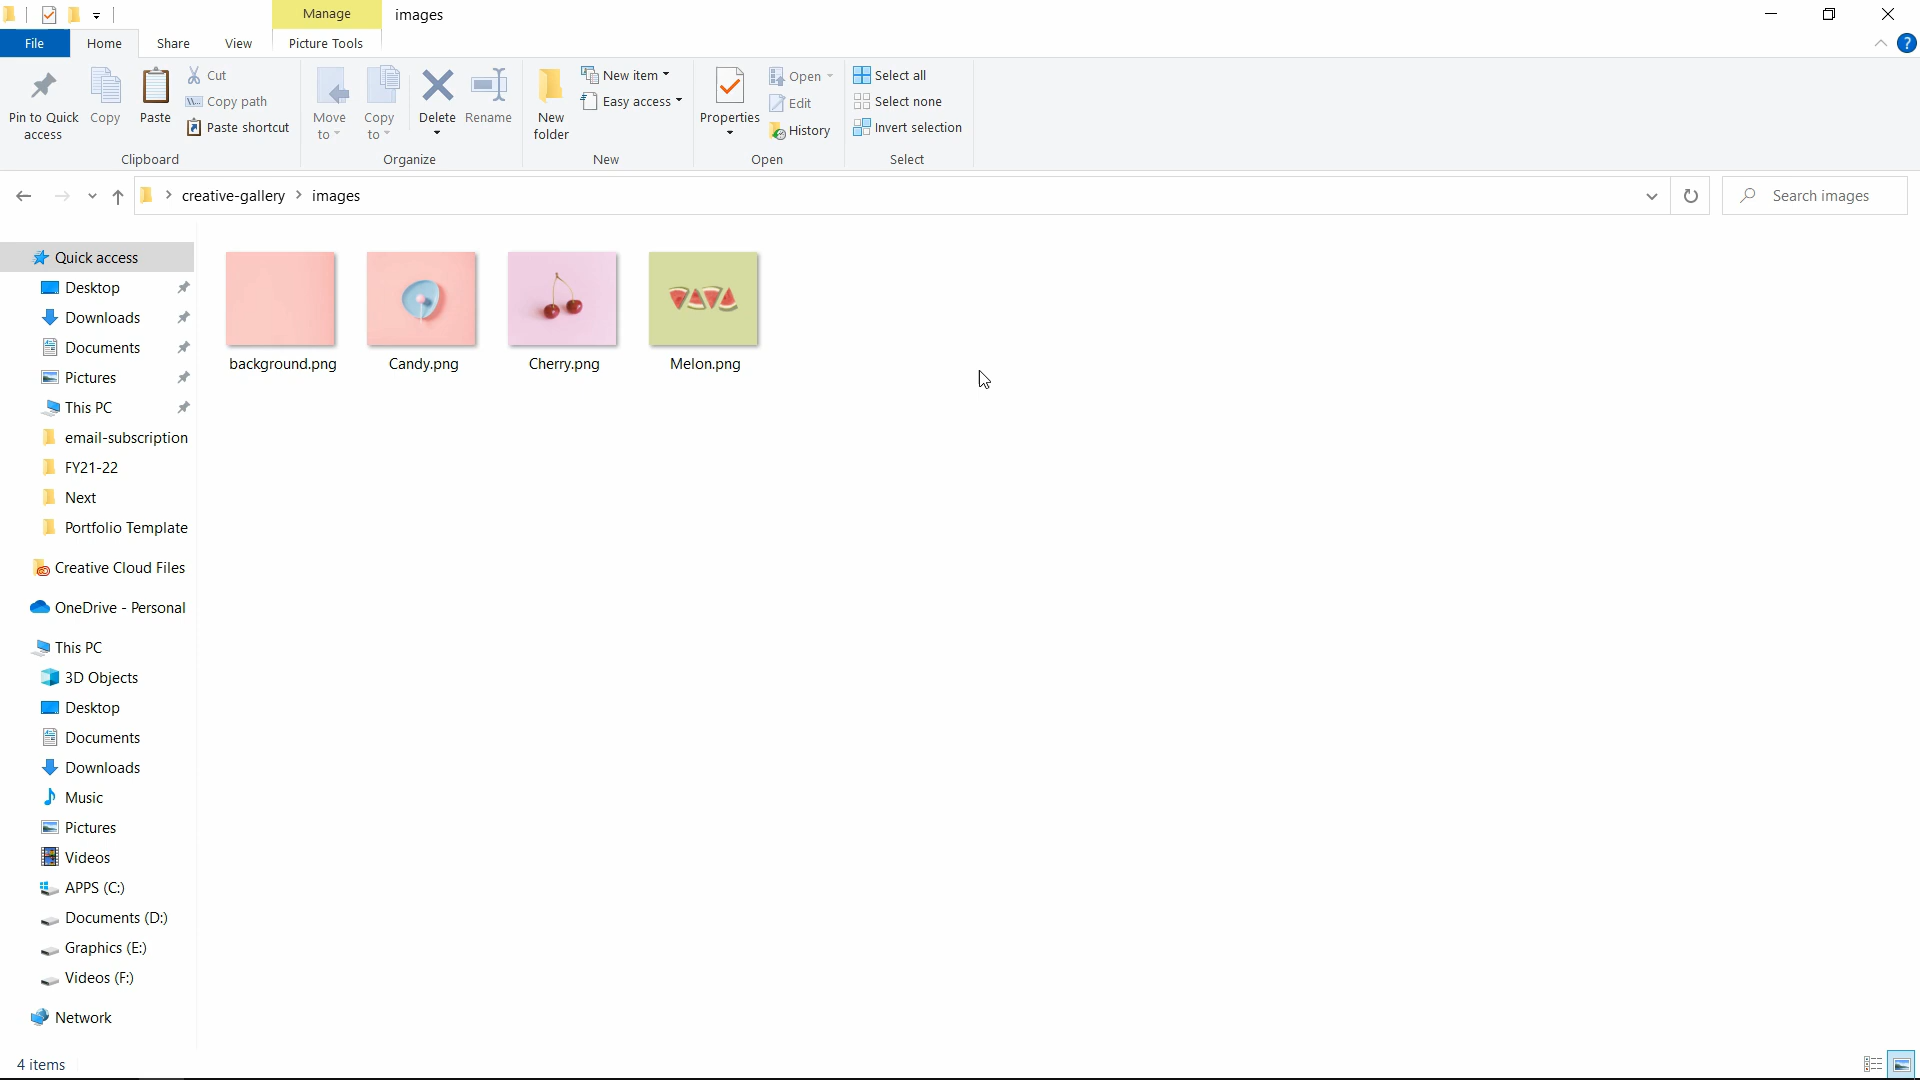 Manage
images
File
Home
Share
View
Picture Tools
Pin to Quick access
Copy
Paste
Cut
Copy path
Paste shortcut
Clipboard
Move to
Copy to
Delete
Rename
Organize
New folder
New item
Easy access
New
Properties
Open
Edit
History
Open
Select all
Select none
Invert selection
Select
creative-gallery
images
Search images
Quick access
Desktop
Downloads
Documents
Pictures
This PC
email-subscription
FY21-22
Next
Portfolio Template
Creative Cloud Files
OneDrive - Personal
This PC
3D Objects
Desktop
Documents
Downloads
Music
Pictures
Videos
APPS (C:)
Documents (D:)
Graphics (E:)
Videos (F:)
Network
background.png
Candy.png
Cherry.png
Melon.png
4 items